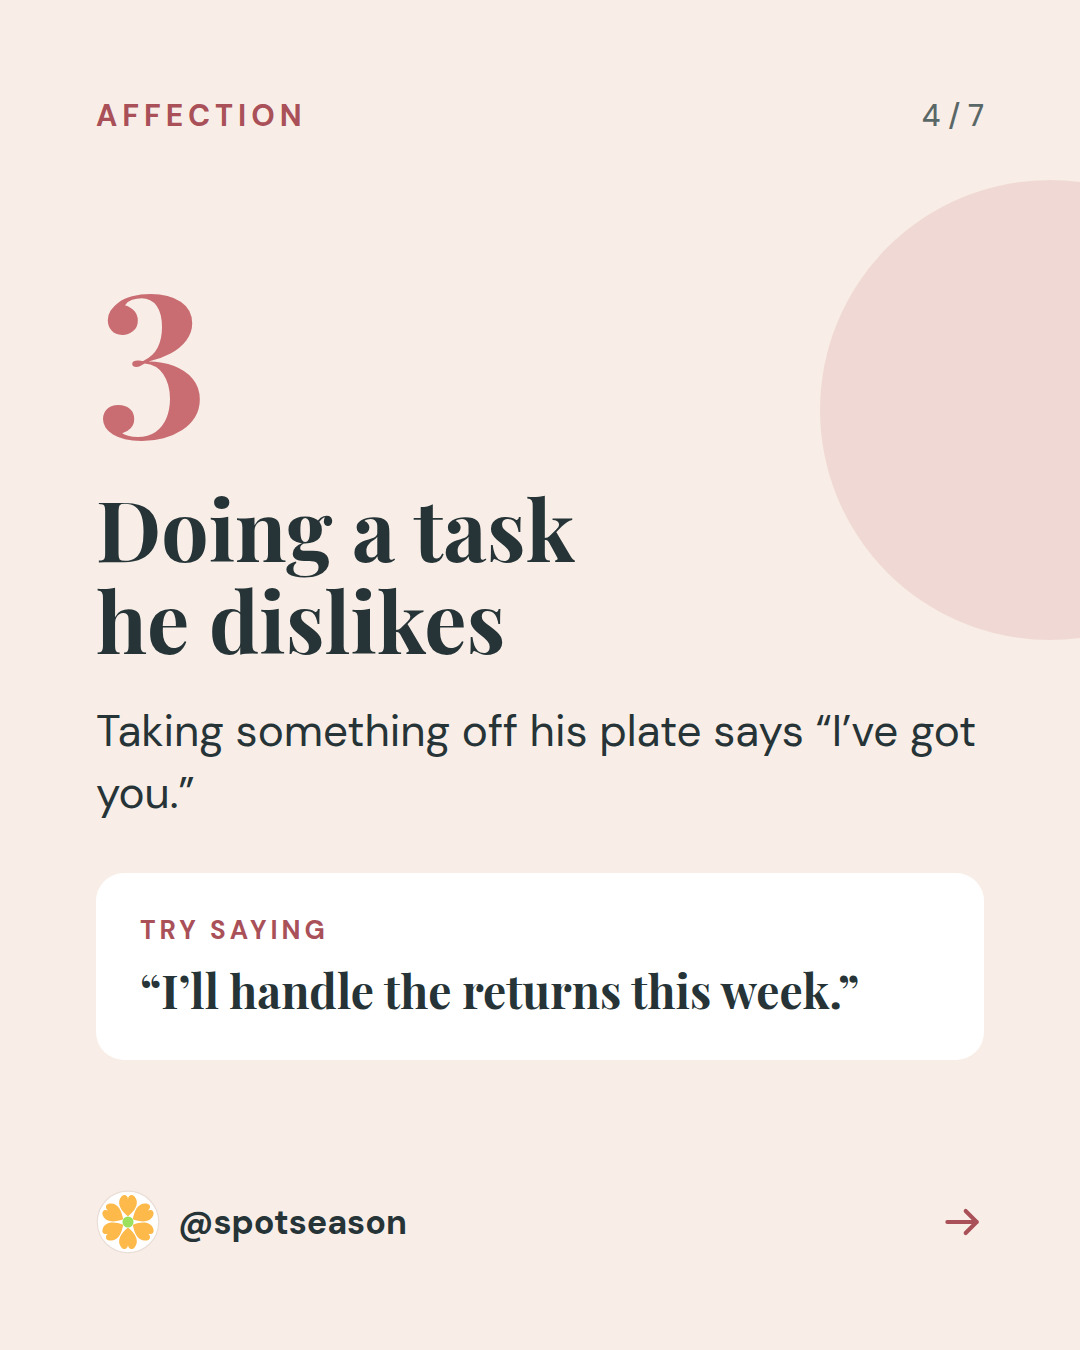 AFFECTION
4 / 7
3
Doing a task
he dislikes
Taking something off his plate says “I’ve got
you.”
TRY SAYING
“I’ll handle the returns this week.”
@spotseason